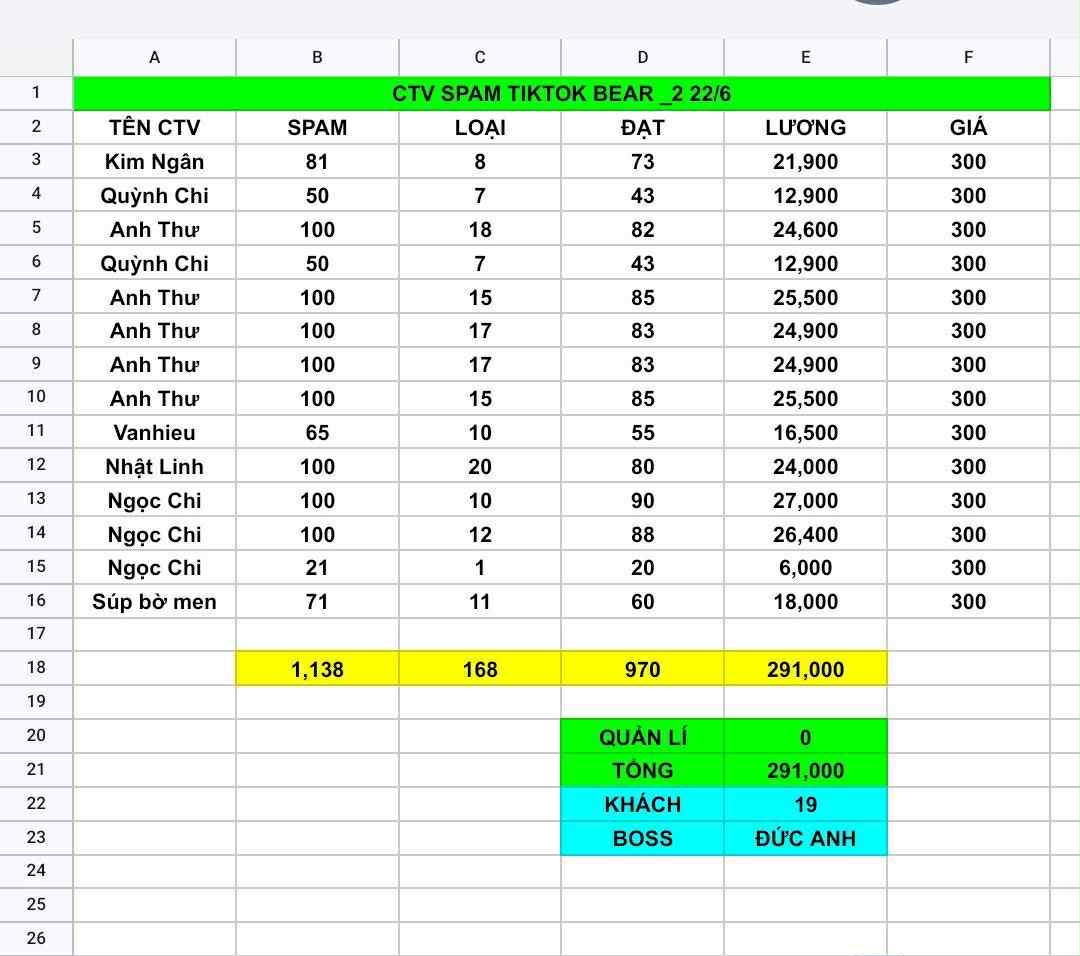 A B C D E F
1 CTV SPAM TIKTOK BEAR _2 22/6
2 TÊN CTV SPAM LOẠI ĐẠT LƯƠNG GIÁ
3 Kim Ngân 81 8 73 21,900 300
4 Quỳnh Chi 50 7 43 12,900 300
5 Anh Thư 100 18 82 24,600 300
6 Quỳnh Chi 50 7 43 12,900 300
7 Anh Thư 100 15 85 25,500 300
8 Anh Thư 100 17 83 24,900 300
9 Anh Thư 100 17 83 24,900 300
10 Anh Thư 100 15 85 25,500 300
11 Vanhieu 65 10 55 16,500 300
12 Nhật Linh 100 20 80 24,000 300
13 Ngọc Chi 100 10 90 27,000 300
14 Ngọc Chi 100 12 88 26,400 300
15 Ngọc Chi 21 1 20 6,000 300
16 Súp bờ men 71 11 60 18,000 300
17
18 1,138 168 970 291,000
19
20 QUẢN LÍ 0
21 TỔNG 291,000
22 KHÁCH 19
23 BOSS ĐỨC ANH
24
25
26